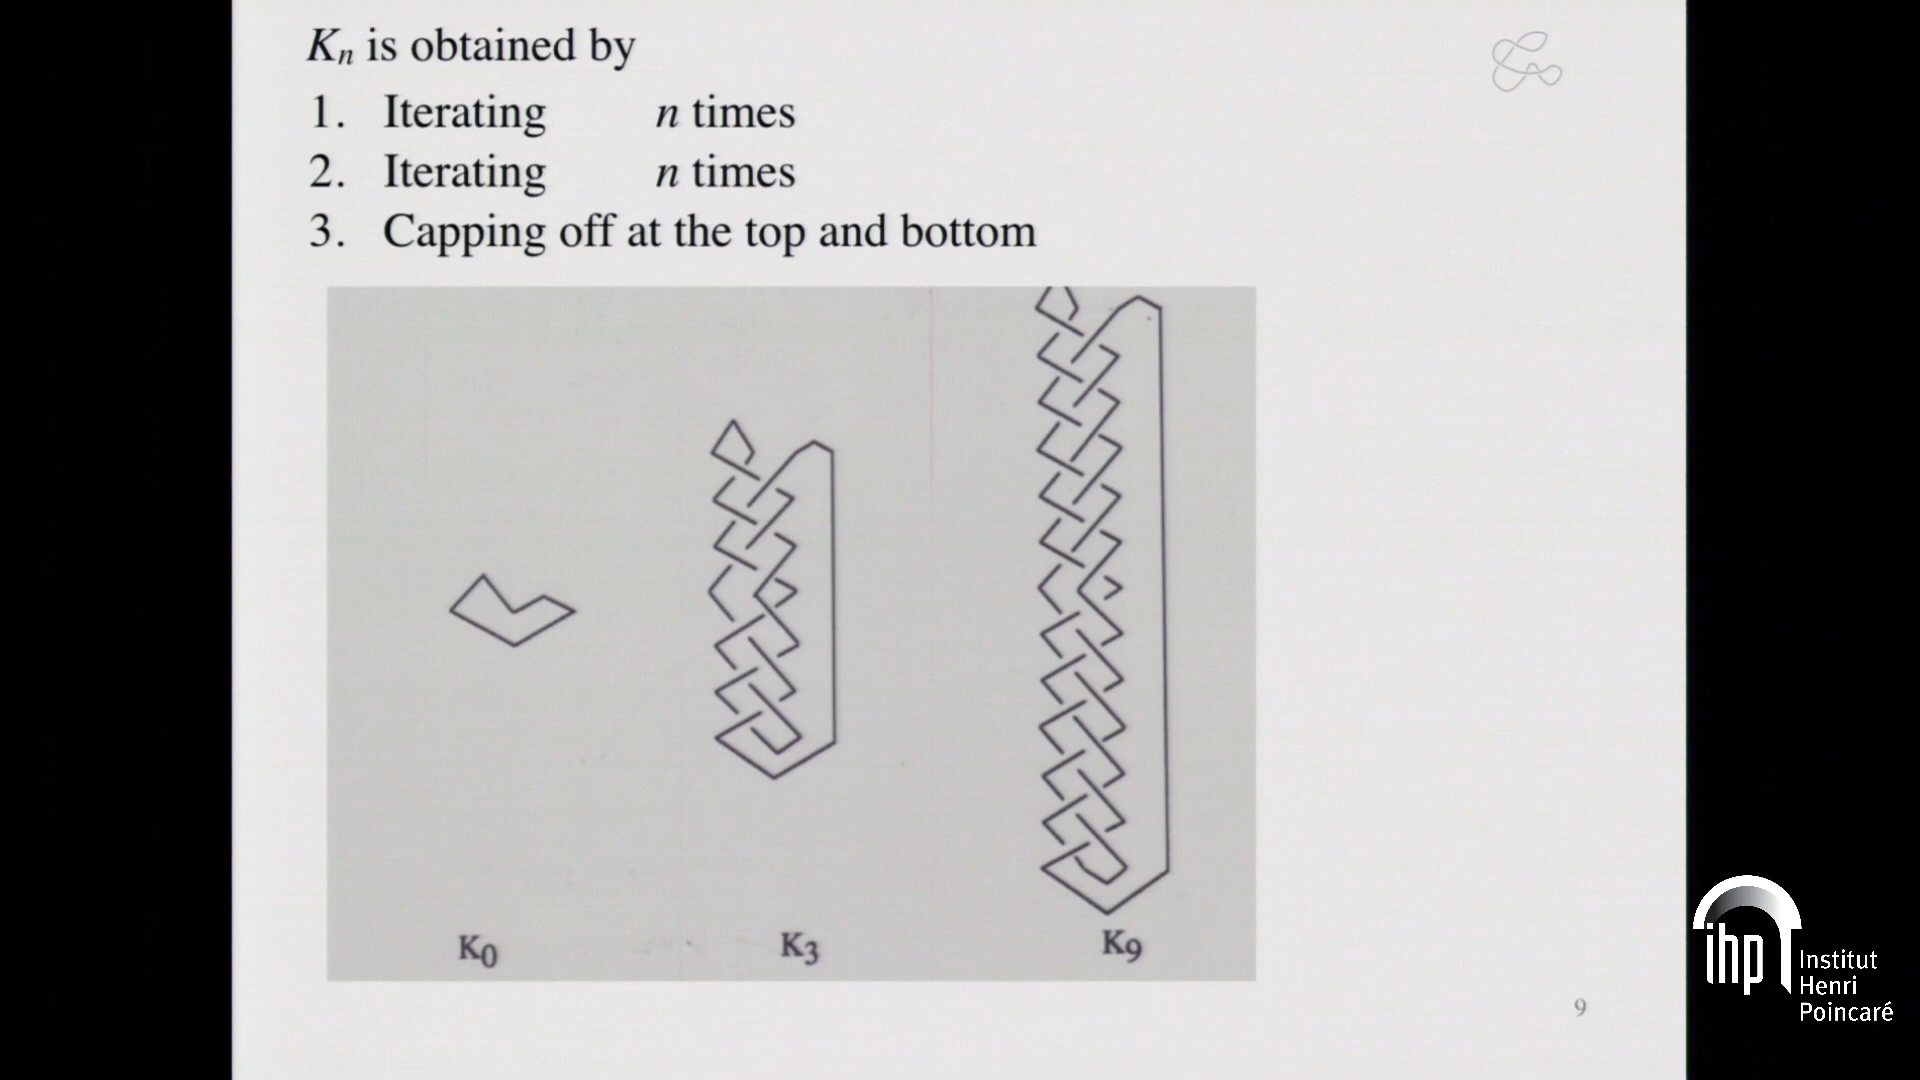 Kn is obtained by
1. Iterating n times
2. Iterating n times
3. Capping off at the top and bottom
K0 K3 K9
9
ihp Institut
Henri
Poincaré